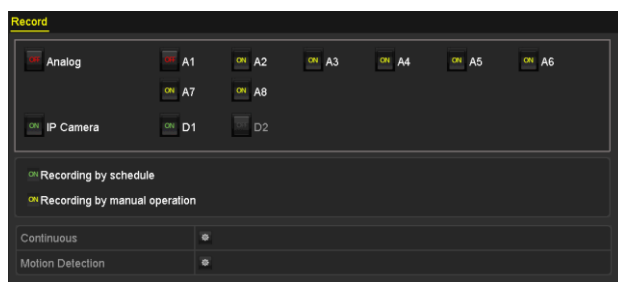 Record
OFF Analog OFF A1 ON A2 ON A3 ON A4 ON A5 ON A6
ON A7 ON A8
ON IP Camera ON D1 D2
ON Recording by schedule
ON Recording by manual operation
Continuous
Motion Detection